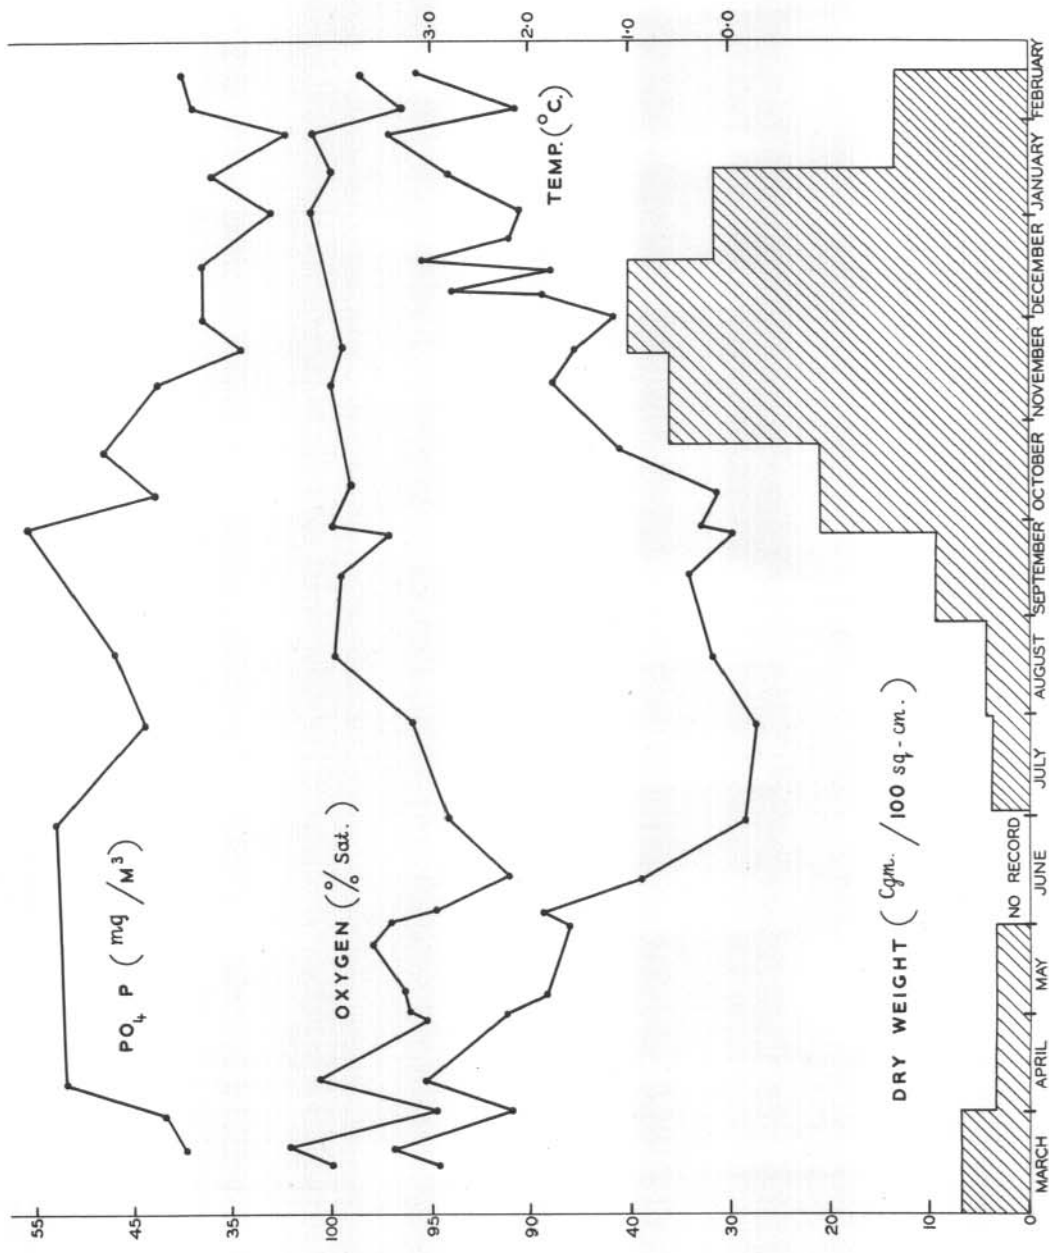 55
45
35
100
95
90
40
30
20
10
0
PO4 P (mg/M³)
OXYGEN (% Sat.)
TEMP. (°C.)
DRY WEIGHT (Cgm./100 sq-cm.)
3·0
2·0
1·0
0·0
NO RECORD
MARCH APRIL MAY JUNE JULY AUGUST SEPTEMBER OCTOBER NOVEMBER DECEMBER JANUARY FEBRUARY